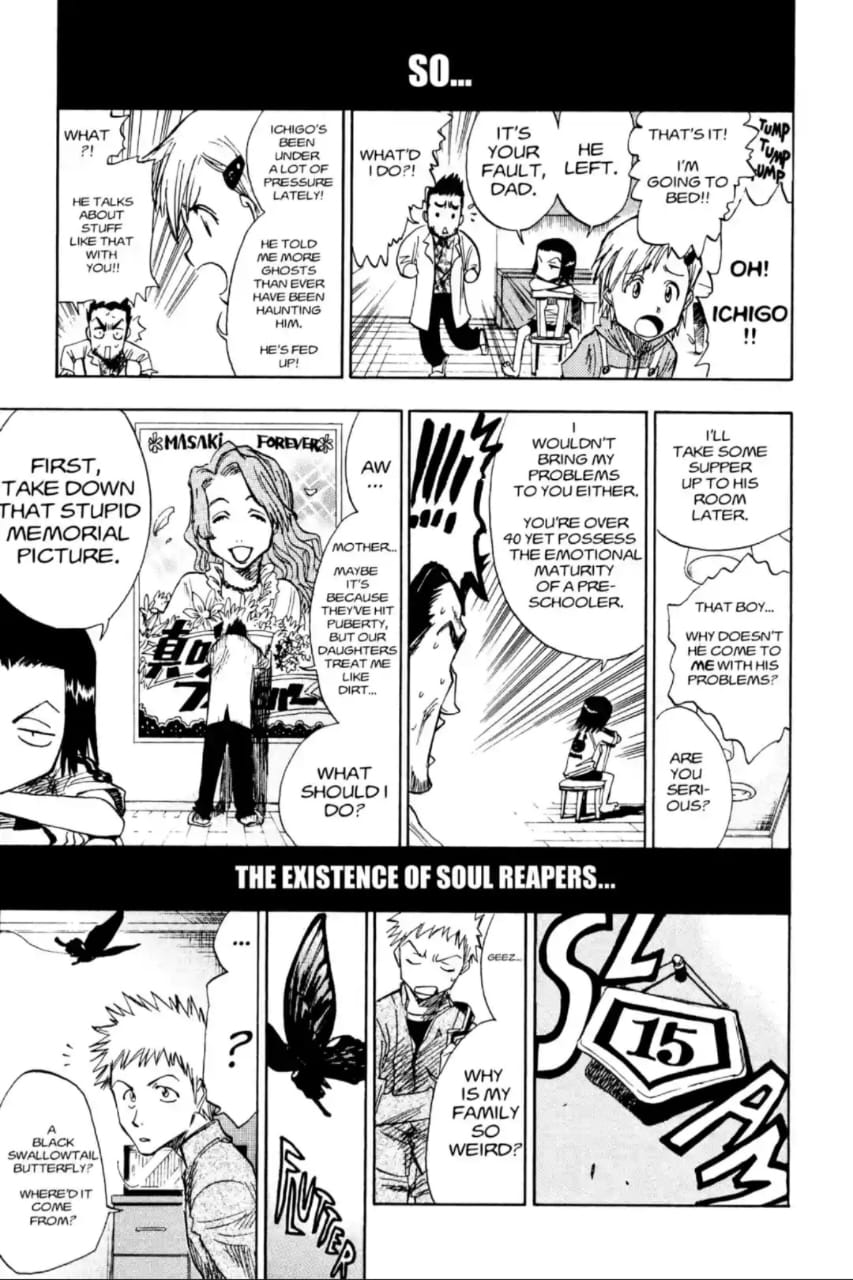 SO...
TUMP
TUMP
UMP
THAT'S IT!
I'M
GOING TO
BED!!
OH!
ICHIGO
!!
HE
LEFT.
IT'S
YOUR
FAULT,
DAD.
WHAT'D
I DO?!
ICHIGO'S
BEEN
UNDER
A LOT OF
PRESSURE
LATELY!
HE TOLD
ME MORE
GHOSTS
THAN EVER
HAVE BEEN
HAUNTING
HIM.
HE'S FED
UP!
WHAT
?!
HE TALKS
ABOUT
STUFF
LIKE THAT
WITH
YOU!!
I'LL
TAKE SOME
SUPPER
UP TO HIS
ROOM
LATER.
THAT BOY...
WHY DOESN'T
HE COME TO
ME WITH HIS
PROBLEMS?
ARE
YOU
SERI-
OUS?
I
WOULDN'T
BRING MY
PROBLEMS
TO YOU EITHER.
YOU'RE OVER
40 YET POSSESS
THE EMOTIONAL
MATURITY
OF A PRE-
SCHOOLER.
!!!!
MASAKI FOREVER
真
AW
...
MOTHER...
MAYBE
IT'S
BECAUSE
THEY'VE HIT
PUBERTY,
BUT OUR
DAUGHTERS
TREAT ME
LIKE
DIRT...
WHAT
SHOULD I
DO?
FIRST,
TAKE DOWN
THAT STUPID
MEMORIAL
PICTURE.
THE EXISTENCE OF SOUL REAPERS...
SLAM
15
GEEZ...
WHY
IS MY
FAMILY
SO
WEIRD?
FLUTTER
...
?
A
BLACK
SWALLOWTAIL
BUTTERFLY?
WHERE'D IT
COME
FROM?